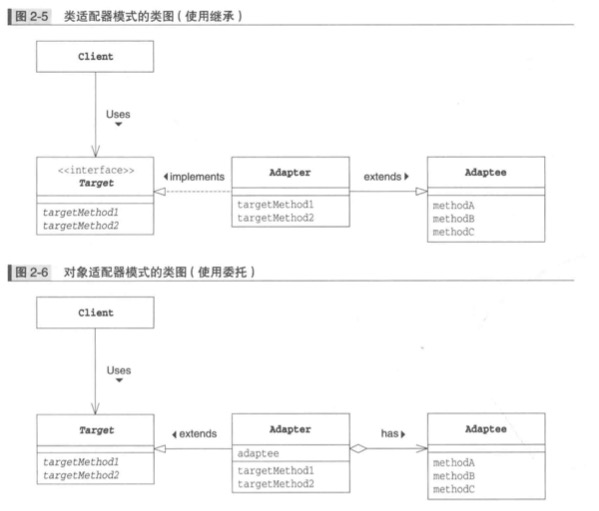 图 2-5 类适配器模式的类图（使用继承）
Client
Uses
<<interface>>
Target
targetMethod1
targetMethod2
implements
Adapter
targetMethod1
targetMethod2
extends
Adaptee
methodA
methodB
methodC
图 2-6 对象适配器模式的类图（使用委托）
Client
Uses
Target
targetMethod1
targetMethod2
extends
Adapter
adaptee
targetMethod1
targetMethod2
has
Adaptee
methodA
methodB
methodC